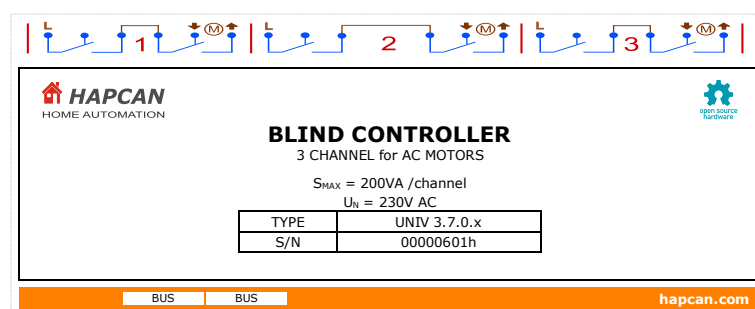 L M L M L M
1 2 3
HAPCAN
HOME AUTOMATION
open source
hardware
BLIND CONTROLLER
3 CHANNEL for AC MOTORS
SMAX = 200VA /channel
UN = 230V AC
TYPE UNIV 3.7.0.x
S/N 00000601h
BUS BUS hapcan.com